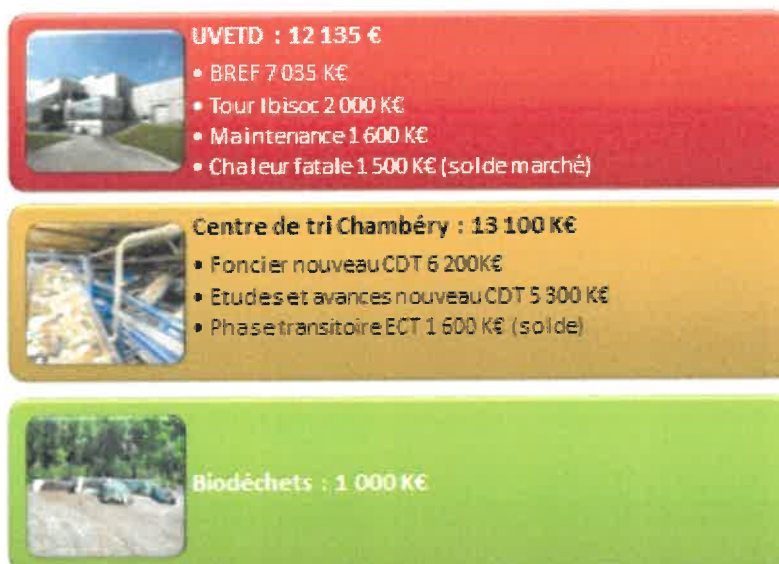 UVETD : 12 135 €
• BREF 7 035 K€
• Tour Ibisoc 2 000 K€
• Maintenance 1 600 K€
• Chaleur fatale 1 500 K€ (solde marché)
Centre de tri Chambéry : 13 100 K€
• Foncier nouveau CDT 6 200K€
• Etudes et avances nouveau CDT 5 300 K€
• Phase transitoire ECT 1 600 K€ (solde)
Biodéchets : 1 000 K€